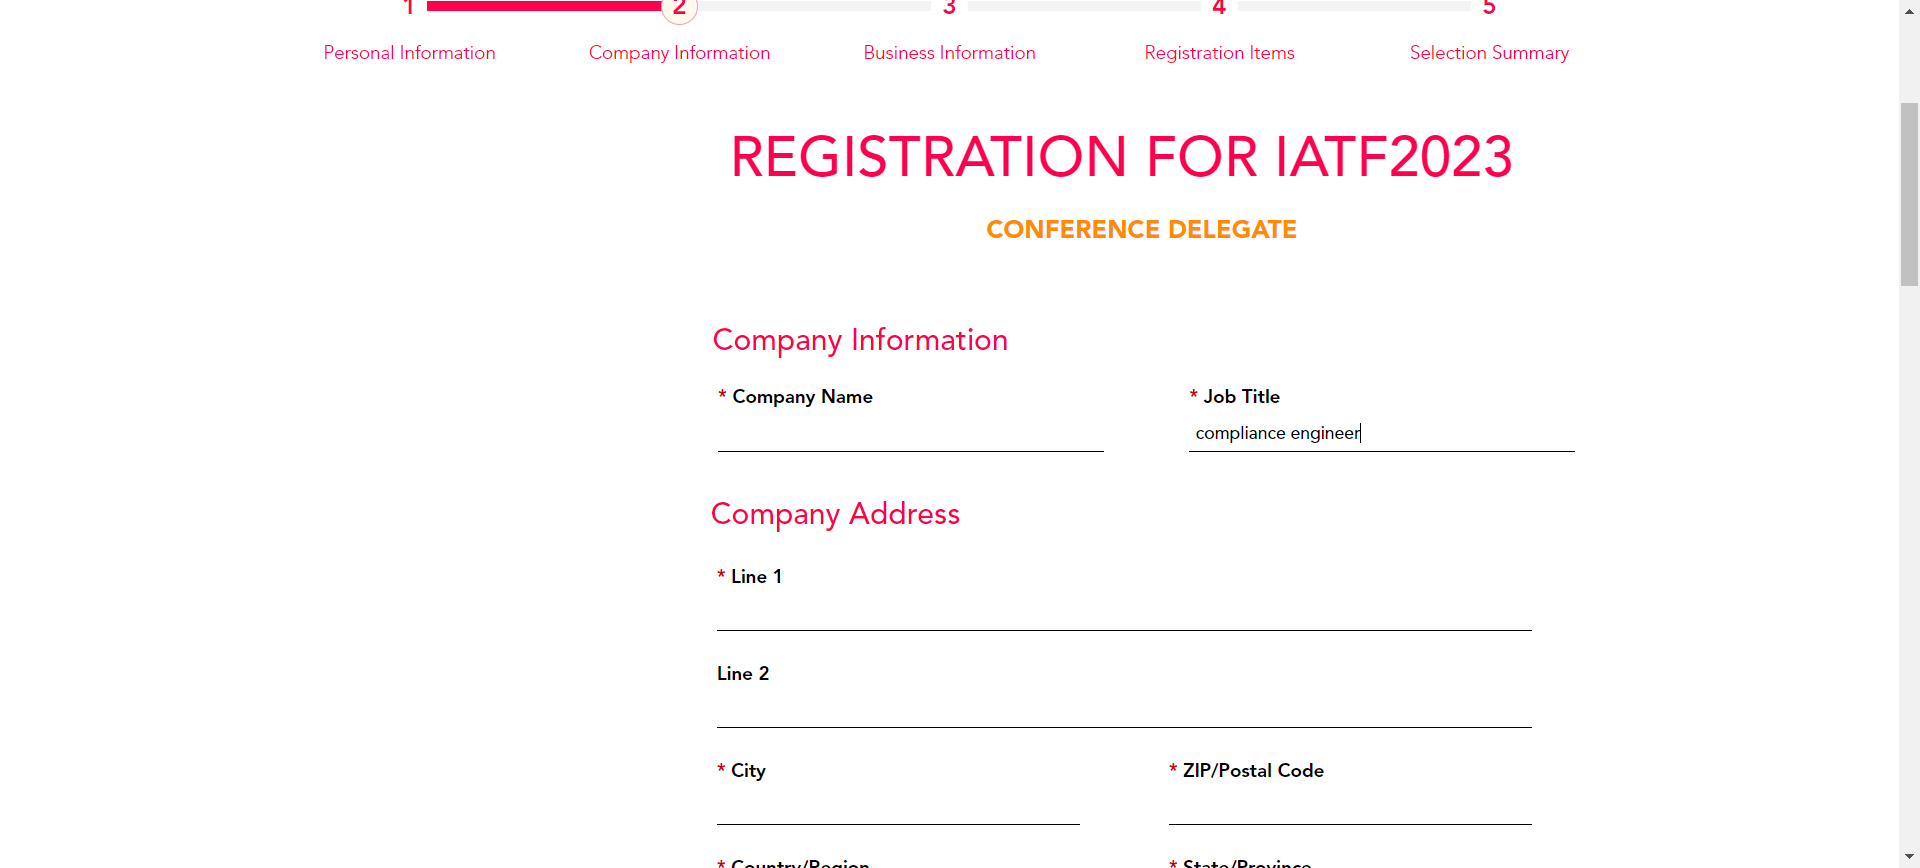 1 2 3 4 5
Personal Information Company Information Business Information Registration Items Selection Summary
REGISTRATION FOR IATF2023
CONFERENCE DELEGATE
Company Information
* Company Name * Job Title
compliance engineer
Company Address
* Line 1
Line 2
* City * ZIP/Postal Code
* Country/Region * State/Province